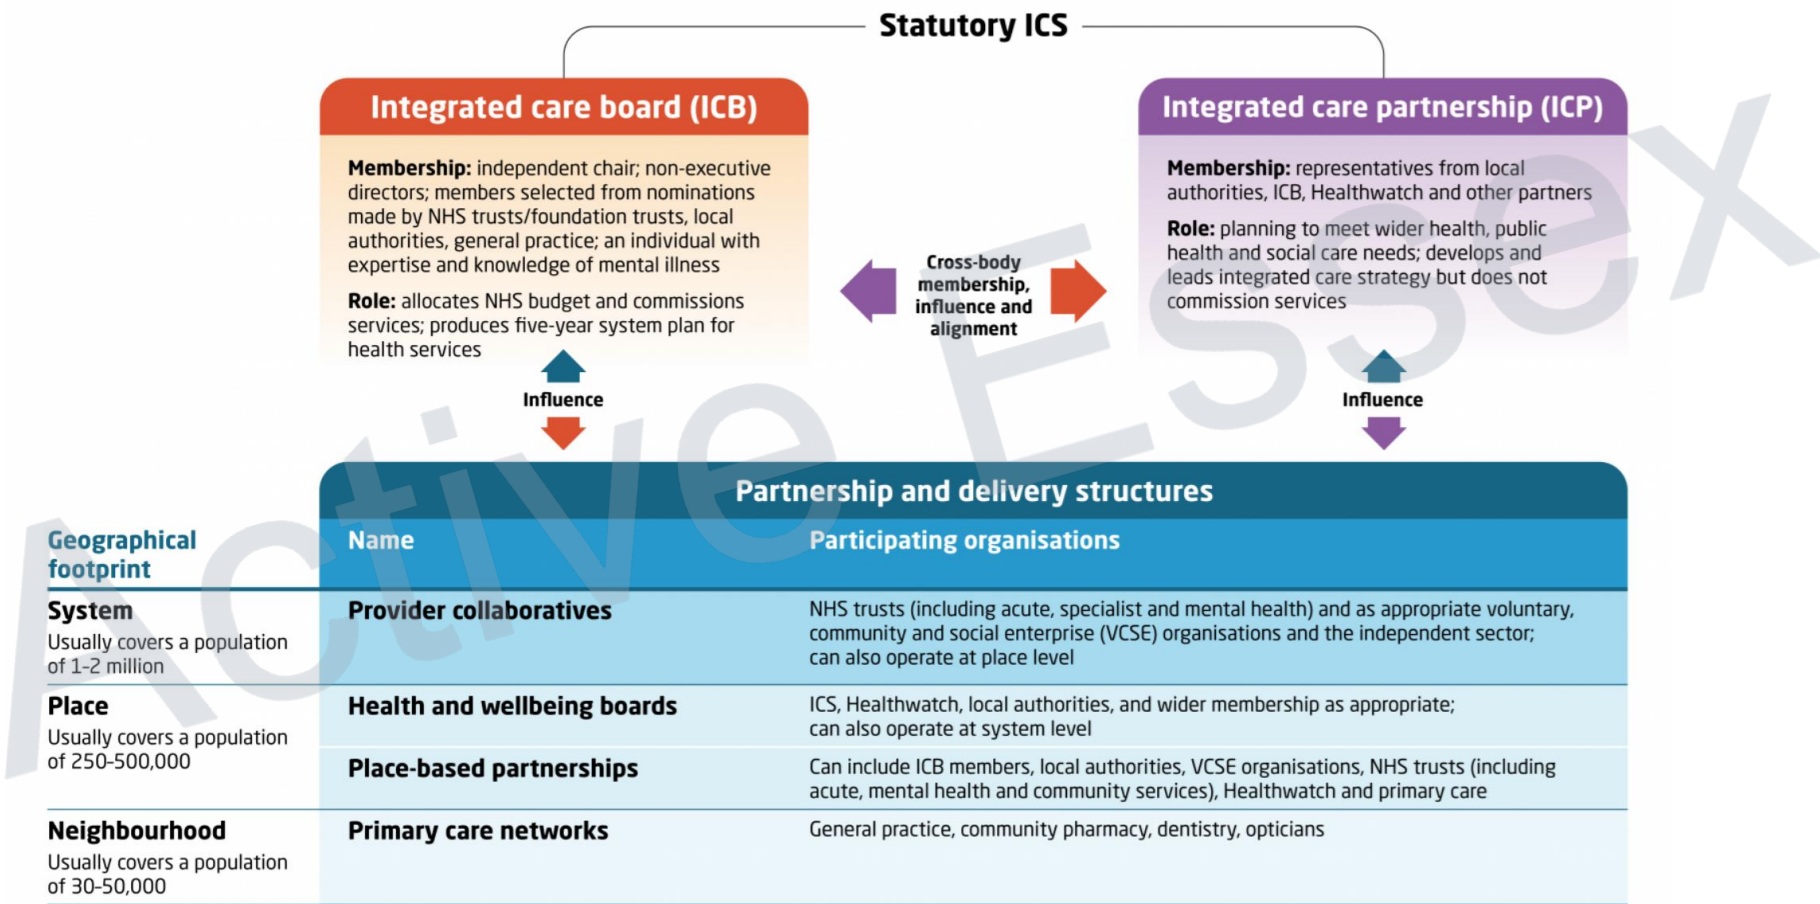 Statutory ICS
Integrated care board (ICB)
Membership: independent chair; non-executive
directors; members selected from nominations
made by NHS trusts/foundation trusts, local
authorities, general practice; an individual with
expertise and knowledge of mental illness
Role: allocates NHS budget and commissions
services; produces five-year system plan for
health services
Cross-body
membership,
influence and
alignment
Integrated care partnership (ICP)
Membership: representatives from local
authorities, ICB, Healthwatch and other partners
Role: planning to meet wider health, public
health and social care needs; develops and
leads integrated care strategy but does not
commission services
Influence
Influence
Partnership and delivery structures
Geographical
footprint
Name
Participating organisations
System
Usually covers a population
of 1–2 million
Provider collaboratives
NHS trusts (including acute, specialist and mental health) and as appropriate voluntary,
community and social enterprise (VCSE) organisations and the independent sector;
can also operate at place level
Place
Usually covers a population
of 250–500,000
Health and wellbeing boards
ICS, Healthwatch, local authorities, and wider membership as appropriate;
can also operate at system level
Place-based partnerships
Can include ICB members, local authorities, VCSE organisations, NHS trusts (including
acute, mental health and community services), Healthwatch and primary care
Neighbourhood
Usually covers a population
of 30–50,000
Primary care networks
General practice, community pharmacy, dentistry, opticians
Active Essex